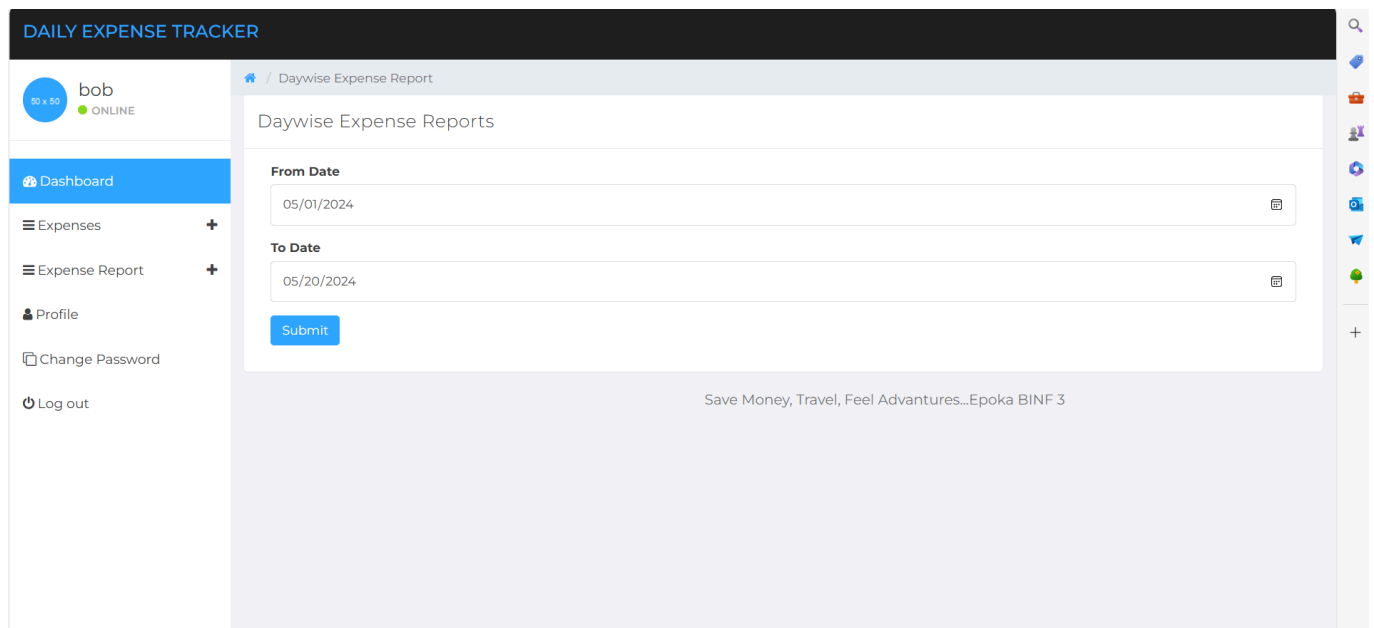 DAILY EXPENSE TRACKER
50 x 50
bob
ONLINE
Dashboard
Expenses
Expense Report
Profile
Change Password
Log out
/ Daywise Expense Report
Daywise Expense Reports
From Date
05/01/2024
To Date
05/20/2024
Submit
Save Money, Travel, Feel Advantures...Epoka BINF 3